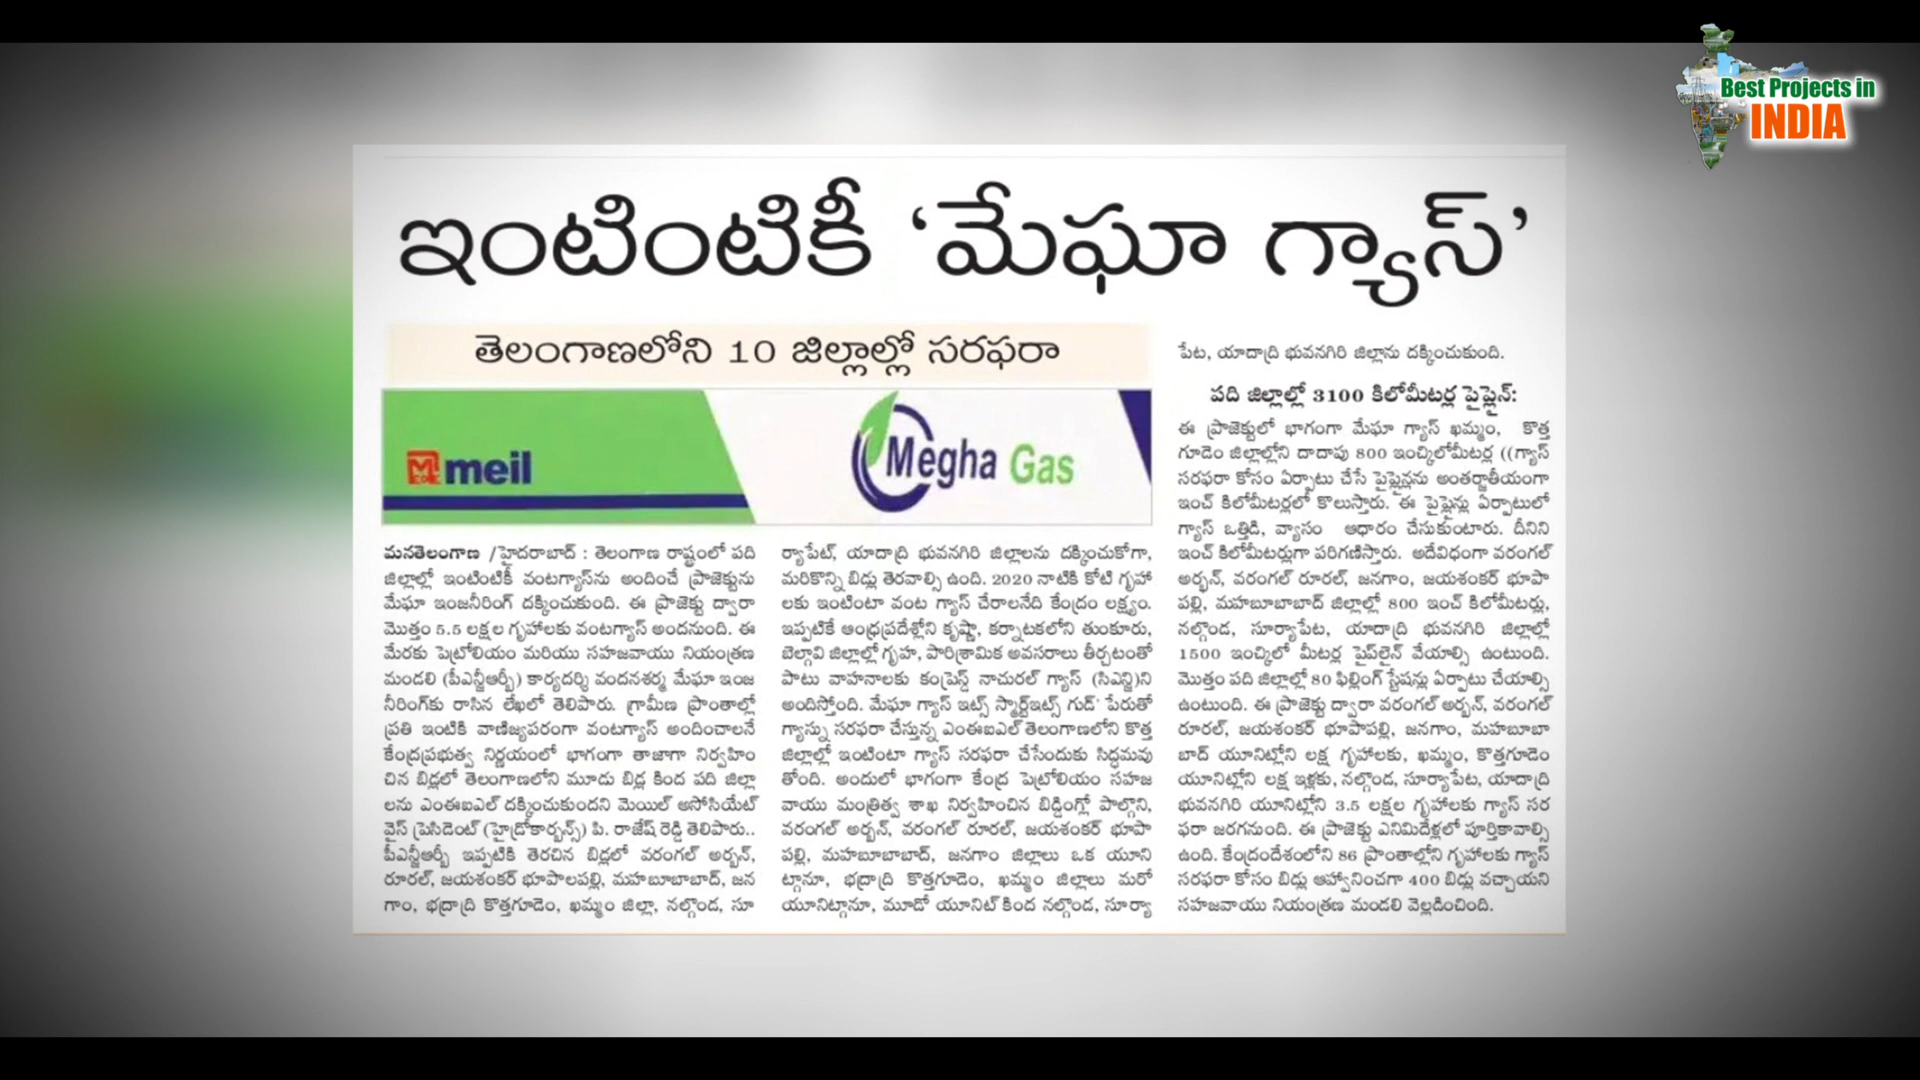 Best Projects in
INDIA
ఇంటింటికీ ‘మేఘా గ్యాస్’
తెలంగాణలోని 10 జిల్లాల్లో సరఫరా
meil
Megha Gas
మనతెలంగాణ /హైదరాబాద్ : తెలంగాణ రాష్ట్రంలో పది
జిల్లాల్లో ఇంటింటికీ వంటగ్యాస్‌ను అందించే ప్రాజెక్టును
మేఘా ఇంజనీరింగ్ దక్కించుకుంది. ఈ ప్రాజెక్టు ద్వారా
మొత్తం 5.5 లక్షల గృహాలకు వంటగ్యాస్ అందనుంది. ఈ
మేరకు పెట్రోలియం మరియు సహజవాయు నియంత్రణ
మండలి (పీఎన్జీఆర్బీ) కార్యదర్శి వందనశర్మ మేఘా ఇంజ
నీరింగ్‌కు రాసిన లేఖలో తెలిపారు. గ్రామీణ ప్రాంతాల్లో
ప్రతి ఇంటికి వాణిజ్యపరంగా వంటగ్యాస్ అందించాలనే
కేంద్రప్రభుత్వ నిర్ణయంలో భాగంగా తాజాగా నిర్వహిం
చిన బిడ్లలో తెలంగాణలోని మూడు బిడ్ల కింద పది జిల్లా
లను ఎంఈఐఎల్ దక్కించుకుందని మెయిల్ అసోసియేట్
వైస్ ప్రెసిడెంట్ (హైడ్రోకార్బన్స్) పి. రాజేష్ రెడ్డి తెలిపారు..
పీఎన్జీఆర్బీ ఇప్పటికి తెరచిన బిడ్లలో వరంగల్ అర్బన్,
రూరల్, జయశంకర్ భూపాలపల్లి, మహబూబాబాద్, జన
గాం, భద్రాద్రి కొత్తగూడెం, ఖమ్మం జిల్లా, నల్గొండ, సూ
ర్యాపేట్, యాదాద్రి భువనగిరి జిల్లాలను దక్కించుకోగా,
మరికొన్ని బిడ్లు తెరవాల్సి ఉంది. 2020 నాటికి కోటి గృహా
లకు ఇంటింటా వంట గ్యాస్ చేరాలనేది కేంద్రం లక్ష్యం.
ఇప్పటికే ఆంధ్రప్రదేశ్లోని కృష్ణా, కర్నాటకలోని తుంకూరు,
బెల్గావి జిల్లాల్లో గృహ, పారిశ్రామిక అవసరాలు తీర్చటంతో
పాటు వాహనాలకు కంప్రెస్డ్ నాచురల్ గ్యాస్ (సిఎన్జి)ని
అందిస్తోంది. మేఘా గ్యాస్ ఇట్స్ స్మార్ట్ఇట్స్ గుడ్’ పేరుతో
గ్యాస్ను సరఫరా చేస్తున్న ఎంఈఐఎల్ తెలంగాణలోని కొత్త
జిల్లాల్లో ఇంటింటా గ్యాస్ సరఫరా చేసేందుకు సిద్ధమవు
తోంది. అందులో భాగంగా కేంద్ర పెట్రోలియం సహజ
వాయు మంత్రిత్వ శాఖ నిర్వహించిన బిడ్డింగ్లో పాల్గొని,
వరంగల్ అర్బన్, వరంగల్ రూరల్, జయశంకర్ భూపా
పల్లి, మహబూబాబాద్, జనగాం జిల్లాలు ఒక యూని
ట్గానూ, భద్రాద్రి కొత్తగూడెం, ఖమ్మం జిల్లాలు మరో
యూనిట్గానూ, మూడో యూనిట్ కింద నల్గొండ, సూర్యా
పేట, యాదాద్రి భువనగిరి జిల్లాను దక్కించుకుంది.
పది జిల్లాల్లో 3100 కిలోమీటర్ల పైప్లైన్:
ఈ ప్రాజెక్టులో భాగంగా మేఘా గ్యాస్ ఖమ్మం, కొత్త
గూడెం జిల్లాల్లోని దాదాపు 800 ఇంచ్కిలోమీటర్ల ((గ్యాస్
సరఫరా కోసం ఏర్పాటు చేసే పైప్లైన్లను అంతర్జాతీయంగా
ఇంచ్ కిలోమీటర్లలో కొలుస్తారు. ఈ పైప్లైన్లు ఏర్పాటులో
గ్యాస్ ఒత్తిడి, వ్యాసం ఆధారం చేసుకుంటారు. దీనిని
ఇంచ్ కిలోమీటర్లుగా పరిగణిస్తారు. అదేవిధంగా వరంగల్
అర్బన్, వరంగల్ రూరల్, జనగాం, జయశంకర్ భూపా
పల్లి, మహబూబాబాద్ జిల్లాల్లో 800 ఇంచ్ కిలోమీటర్లు,
నల్గొండ, సూర్యాపేట, యాదాద్రి భువనగిరి జిల్లాల్లో
1500 ఇంచ్కిలో మీటర్ల పైప్‌లైన్ వేయాల్సి ఉంటుంది.
మొత్తం పది జిల్లాల్లో 80 ఫిల్లింగ్ స్టేషన్లు ఏర్పాటు చేయాల్సి
ఉంటుంది. ఈ ప్రాజెక్టు ద్వారా వరంగల్ అర్బన్, వరంగల్
రూరల్, జయశంకర్ భూపాపల్లి, జనగాం, మహబూబా
బాద్ యూనిట్లోని లక్ష గృహాలకు, ఖమ్మం, కొత్తగూడెం
యూనిట్లోని లక్ష ఇళ్లకు, నల్గొండ, సూర్యాపేట, యాదాద్రి
భువనగిరి యూనిట్లోని 3.5 లక్షల గృహాలకు గ్యాస్ సర
ఫరా జరగనుంది. ఈ ప్రాజెక్టు ఎనిమిదేళ్లలో పూర్తికావాల్సి
ఉంది. కేంద్రందేశంలోని 86 ప్రాంతాల్లోని గృహాలకు గ్యాస్
సరఫరా కోసం బిడ్లు ఆహ్వానించగా 400 బిడ్లు వచ్చాయని
సహజవాయు నియంత్రణ మండలి వెల్లడించింది.